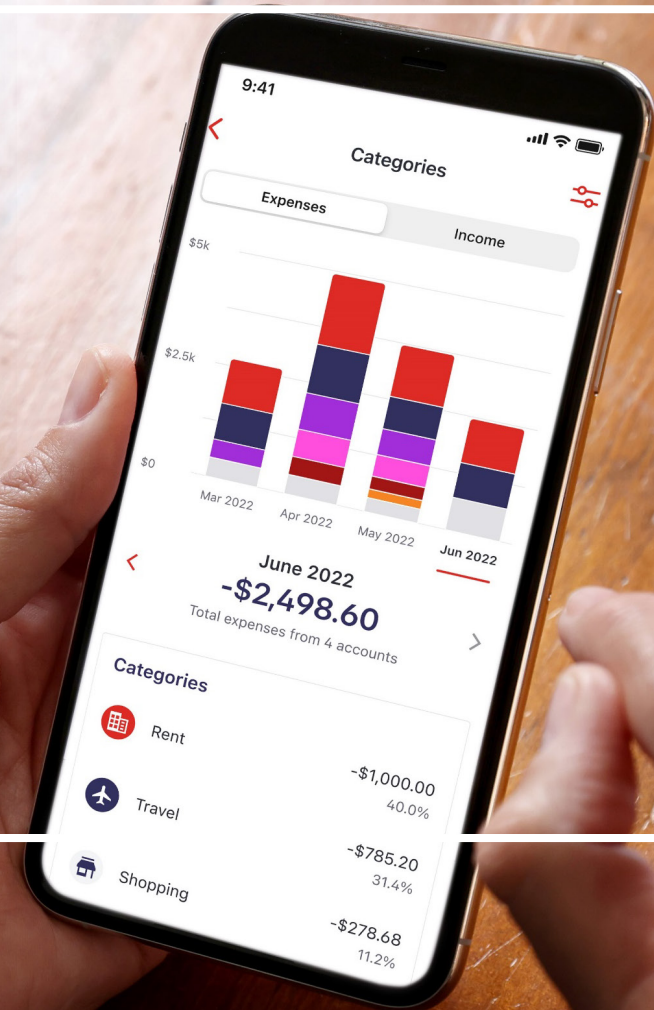 9:41
Categories
Expenses Income
$5k
$2.5k
$0
Mar 2022 Apr 2022 May 2022 Jun 2022
June 2022
-$2,498.60
Total expenses from 4 accounts
Categories
Rent -$1,000.00
40.0%
Travel -$785.20
31.4%
Shopping -$278.68
11.2%